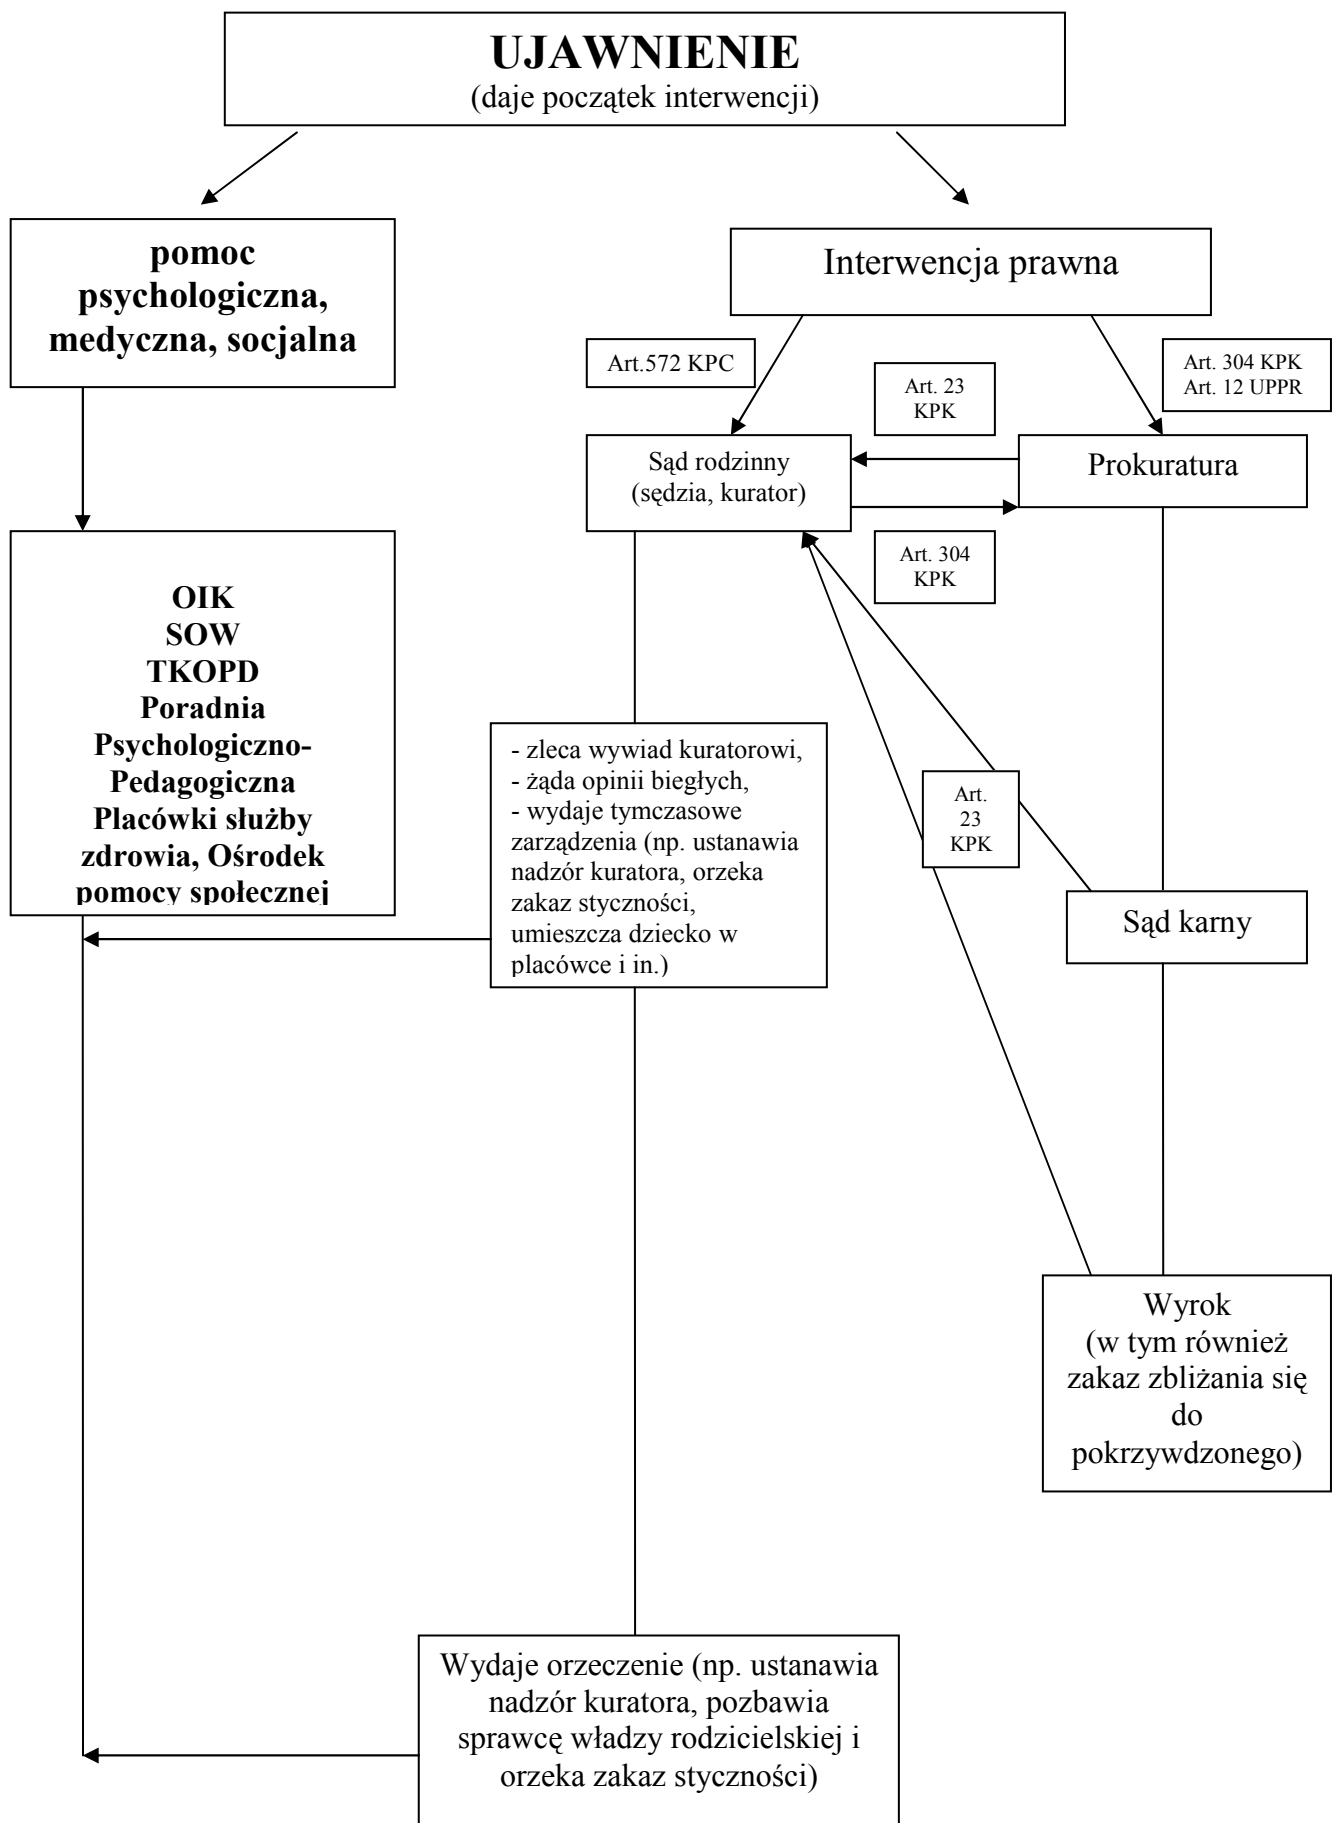 UJAWNIENIE
(daje początek interwencji)
pomoc
psychologiczna,
medyczna, socjalna
Interwencja prawna
Art.572 KPC
Art. 23
KPK
Art. 304 KPK
Art. 12 UPPR
Sąd rodzinny
(sędzia, kurator)
Prokuratura
Art. 304
KPK
OIK
SOW
TKOPD
Poradnia
Psychologiczno-
Pedagogiczna
Placówki służby
zdrowia, Ośrodek
pomocy społecznej
- zleca wywiad kuratorowi,
- żąda opinii biegłych,
- wydaje tymczasowe
zarządzenia (np. ustanawia
nadzór kuratora, orzeka
zakaz styczności,
umieszcza dziecko w
placówce i in.)
Art.
23
KPK
Sąd karny
Wyrok
(w tym również
zakaz zbliżania się
do
pokrzywdzonego)
Wydaje orzeczenie (np. ustanawia
nadzór kuratora, pozbawia
sprawcę władzy rodzicielskiej i
orzeka zakaz styczności)